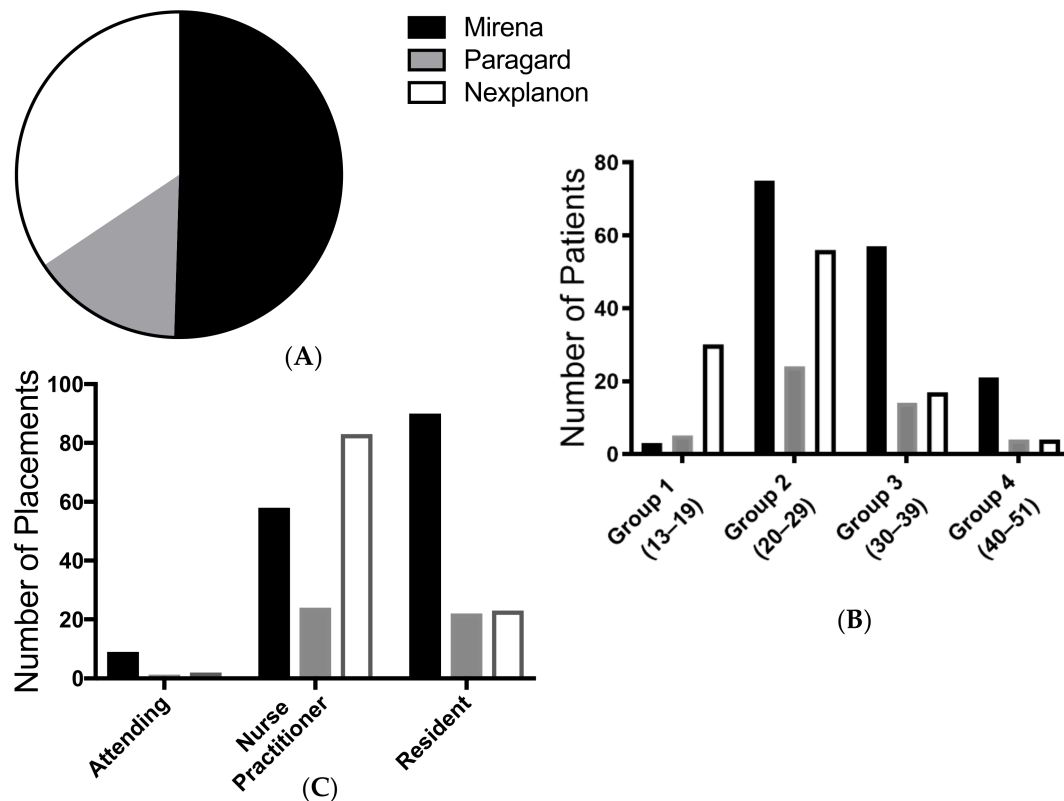 Mirena
Paragard
Nexplanon
(A)
Number of Patients
80
60
40
20
0
Group 1
(13–19)
Group 2
(20–29)
Group 3
(30–39)
Group 4
(40–51)
(B)
Number of Placements
100
80
60
40
20
0
Attending
Nurse
Practitioner
Resident
(C)